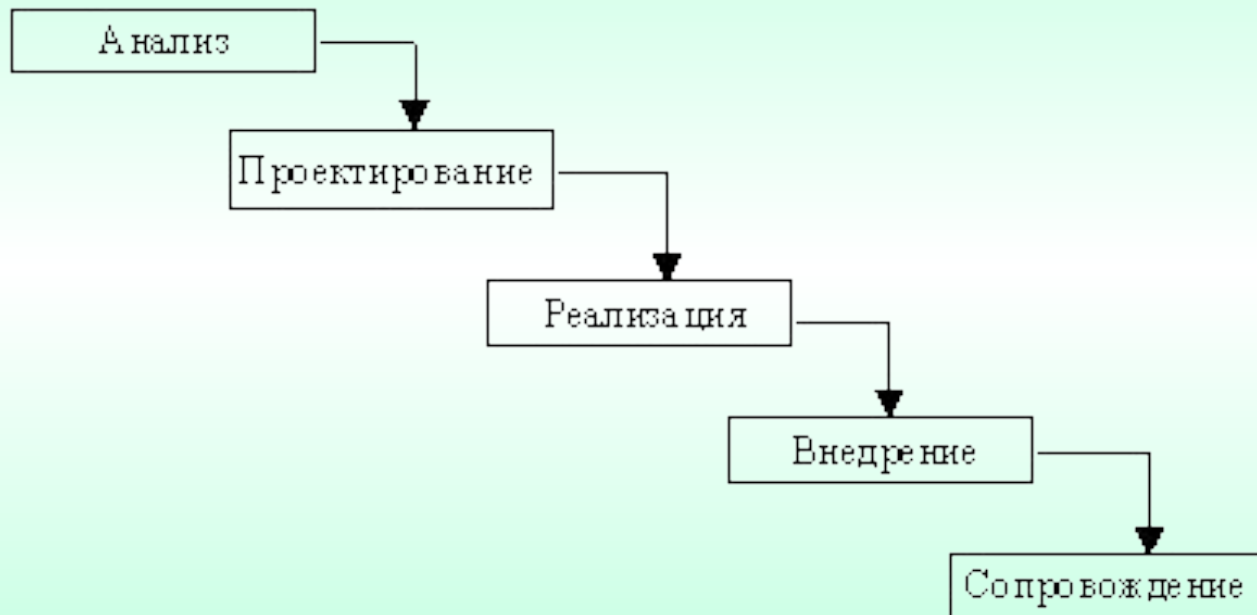 Анализ
Проектирование
Реализация
Внедрение
Сопровождение